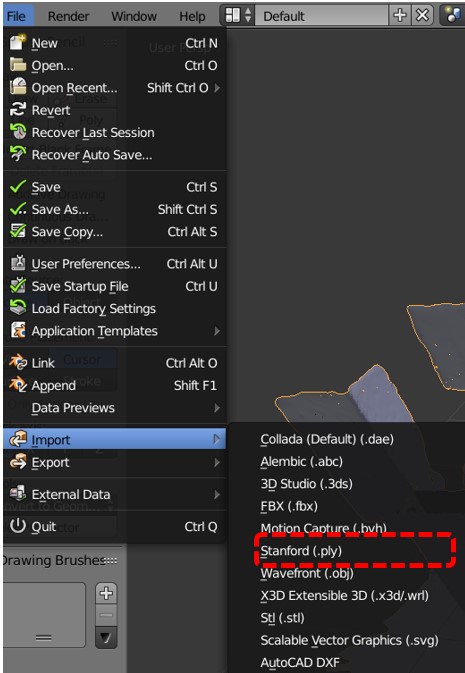 File Render Window Help Default
New Ctrl N
Open... Ctrl O
Open Recent... Shift Ctrl O
Revert
Recover Last Session
Recover Auto Save...
Save Ctrl S
Save As... Shift Ctrl S
Save Copy... Ctrl Alt S
User Preferences... Ctrl Alt U
Save Startup File Ctrl U
Load Factory Settings
Application Templates
Link Ctrl Alt O
Append Shift F1
Data Previews
Import
Export
External Data
Quit Ctrl Q
Collada (Default) (.dae)
Alembic (.abc)
3D Studio (.3ds)
FBX (.fbx)
Motion Capture (.bvh)
Stanford (.ply)
Wavefront (.obj)
X3D Extensible 3D (.x3d/.wrl)
Stl (.stl)
Scalable Vector Graphics (.svg)
AutoCAD DXF
Drawing Brushes